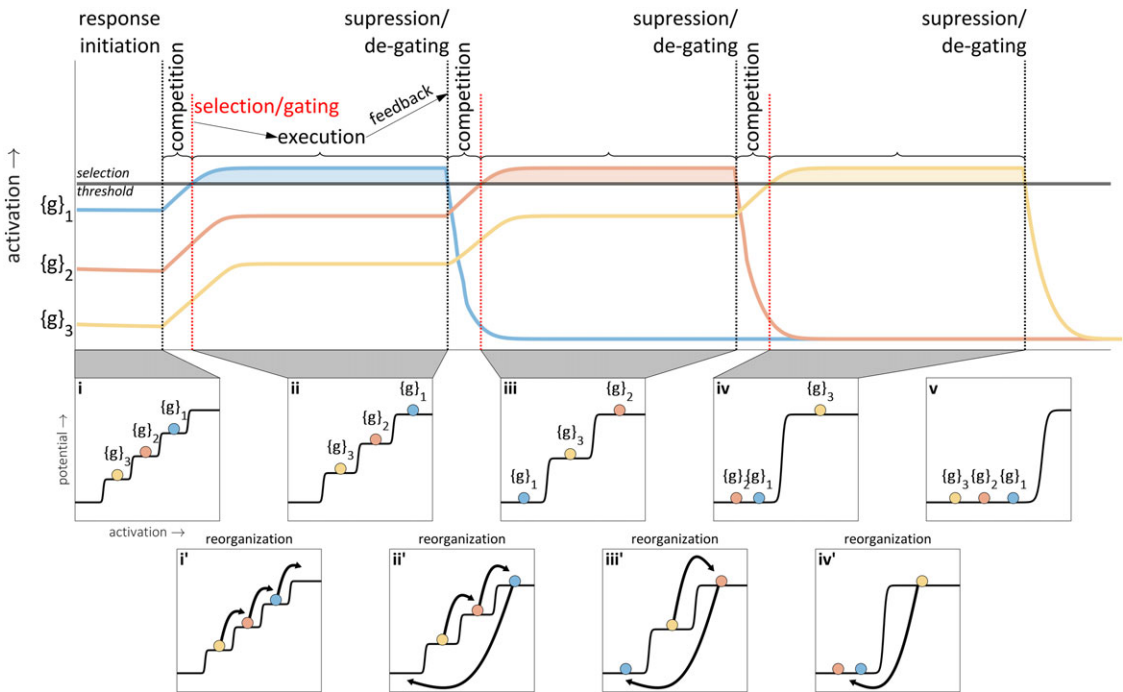 response
initiation
supression/
de-gating
supression/
de-gating
supression/
de-gating
competition
competition
competition
selection/gating
execution
feedback
activation →
selection
threshold
{g}1
{g}2
{g}3
i
{g}3
{g}2
{g}1
potential →
activation →
ii
{g}3
{g}2
{g}1
iii
{g}1
{g}3
{g}2
iv
{g}2
{g}1
{g}3
v
{g}3
{g}2
{g}1
reorganization
i'
reorganization
ii'
reorganization
iii'
reorganization
iv'